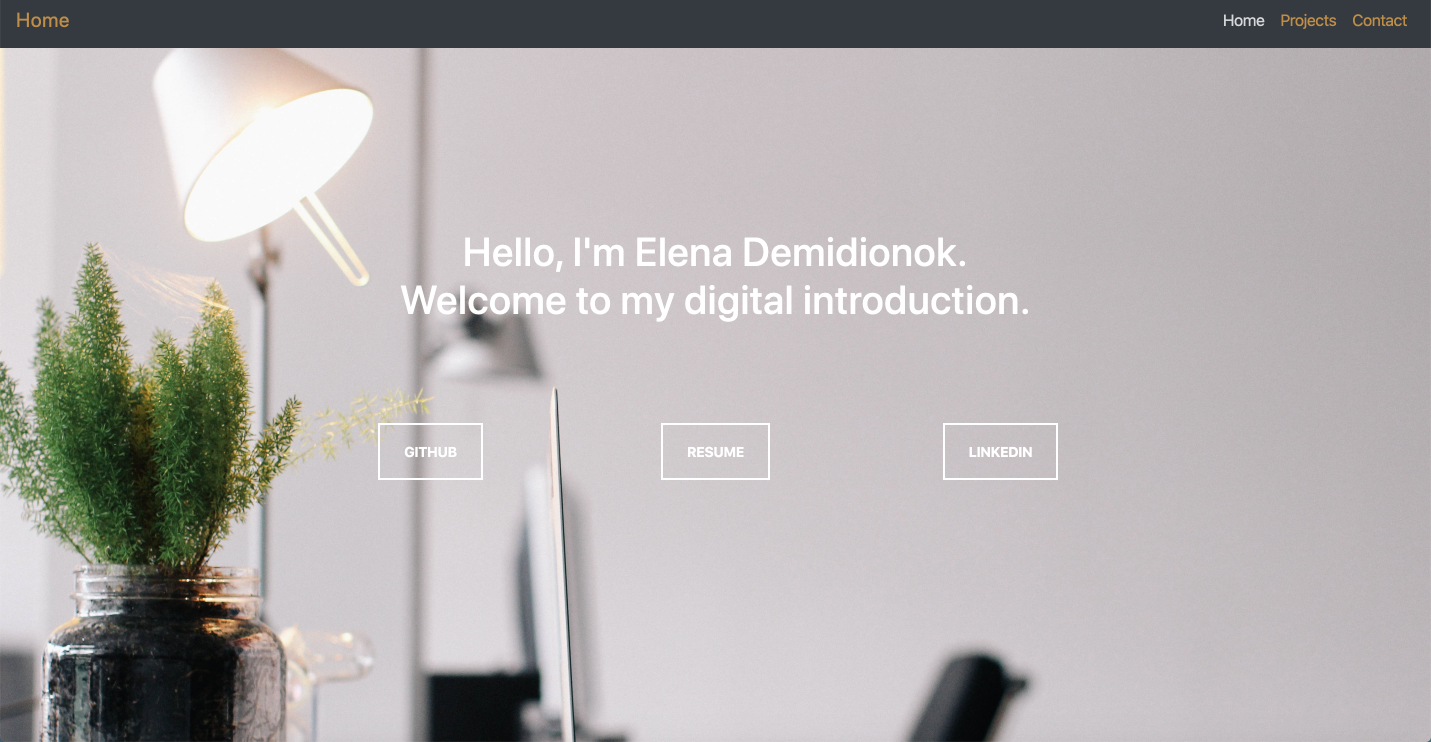 Home
Home Projects Contact
Hello, I'm Elena Demidionok.
Welcome to my digital introduction.
GITHUB
RESUME
LINKEDIN